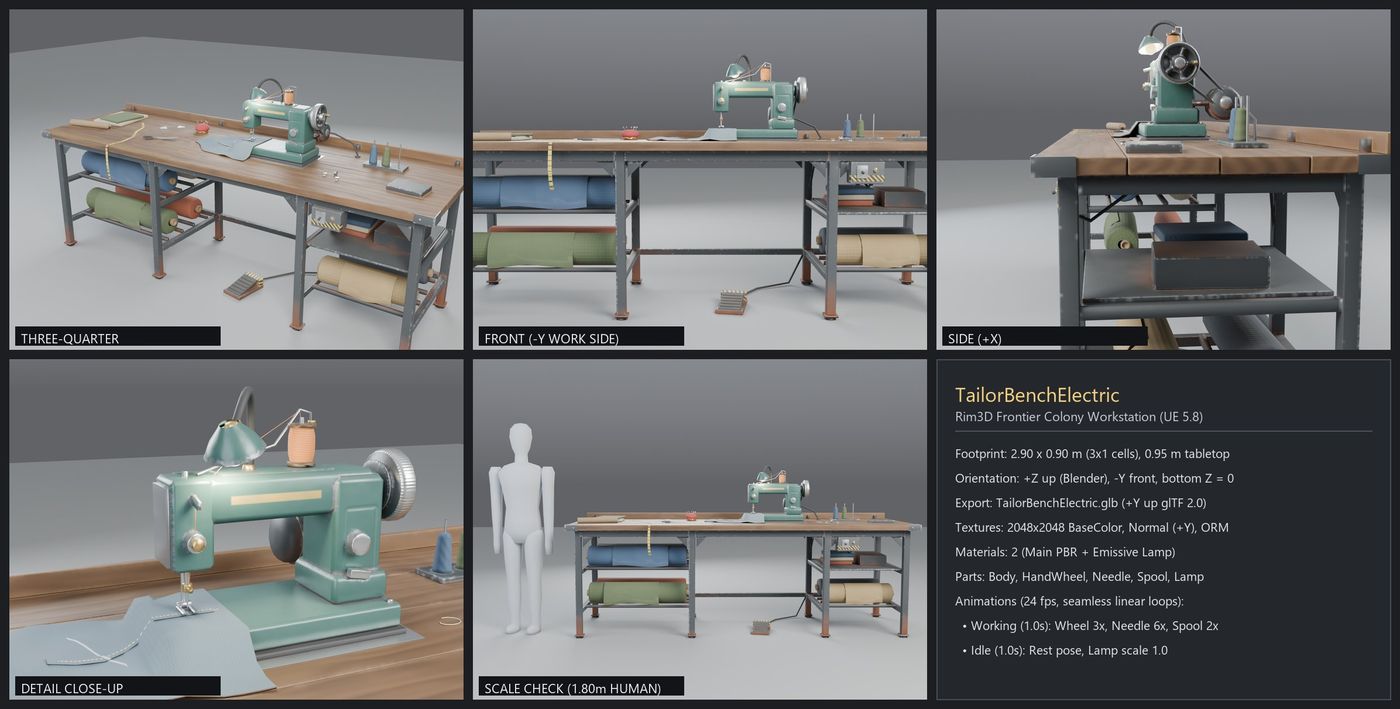 THREE-QUARTER
FRONT (-Y WORK SIDE)
SIDE (+X)
DETAIL CLOSE-UP
SCALE CHECK (1.80m HUMAN)
TailorBenchElectric
Rim3D Frontier Colony Workstation (UE 5.8)
Footprint: 2.90 x 0.90 m (3x1 cells), 0.95 m tabletop
Orientation: +Z up (Blender), -Y front, bottom Z = 0
Export: TailorBenchElectric.glb (+Y up glTF 2.0)
Textures: 2048x2048 BaseColor, Normal (+Y), ORM
Materials: 2 (Main PBR + Emissive Lamp)
Parts: Body, HandWheel, Needle, Spool, Lamp
Animations (24 fps, seamless linear loops):
• Working (1.0s): Wheel 3x, Needle 6x, Spool 2x
• Idle (1.0s): Rest pose, Lamp scale 1.0